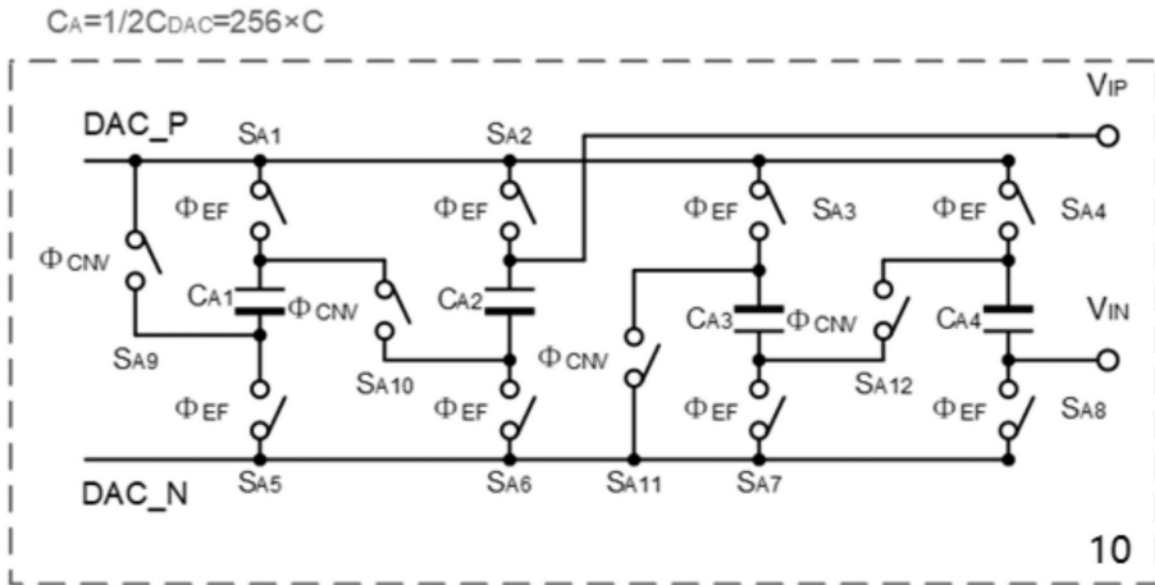 CA=1/2CDAC=256×C
VIP
DAC_P SA1 SA2
ΦEF ΦEF ΦEF SA3 ΦEF SA4
ΦCNV
CA1 ΦCNV CA2 CA3 ΦCNV CA4 VIN
SA9 SA10 ΦCNV SA12
ΦEF ΦEF ΦEF ΦEF SA8
DAC_N SA5 SA6 SA11 SA7
10